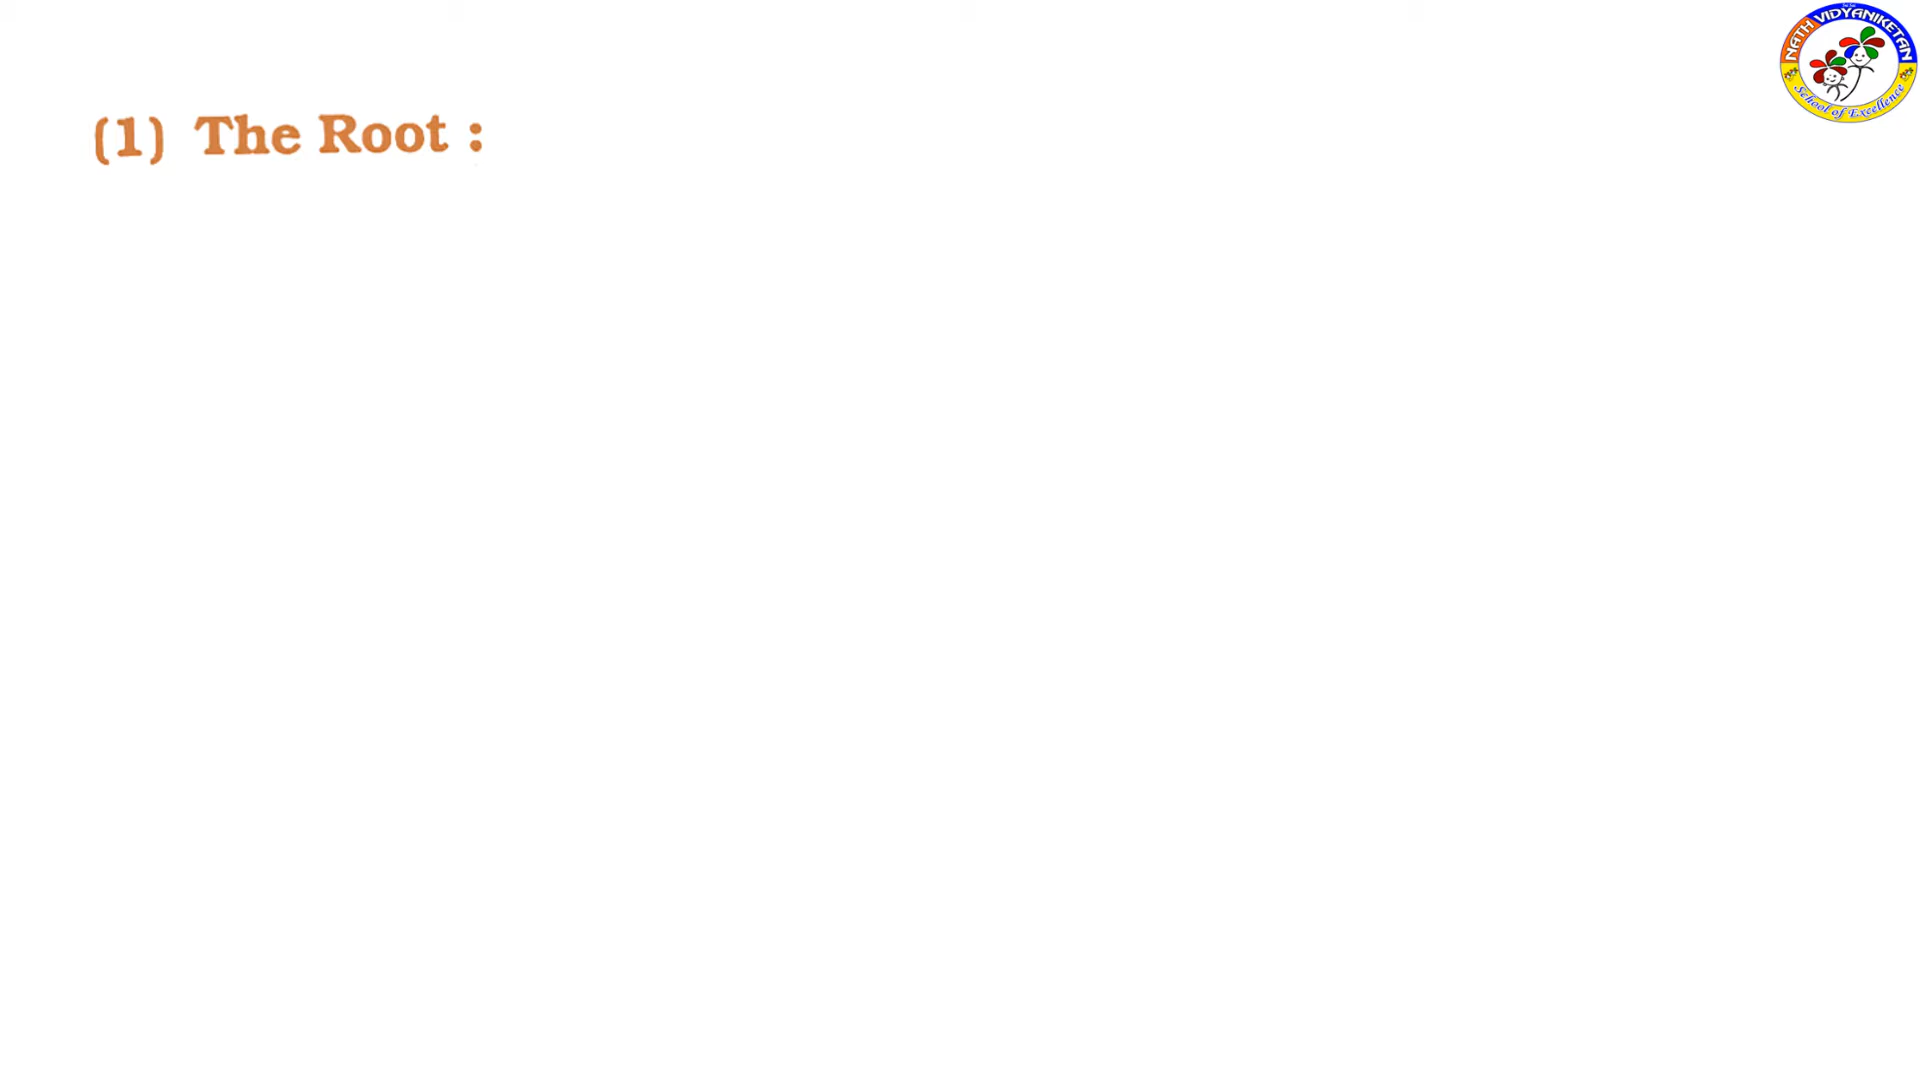 NATH VIDYANIKETAN
School of Excellence
(1) The Root :